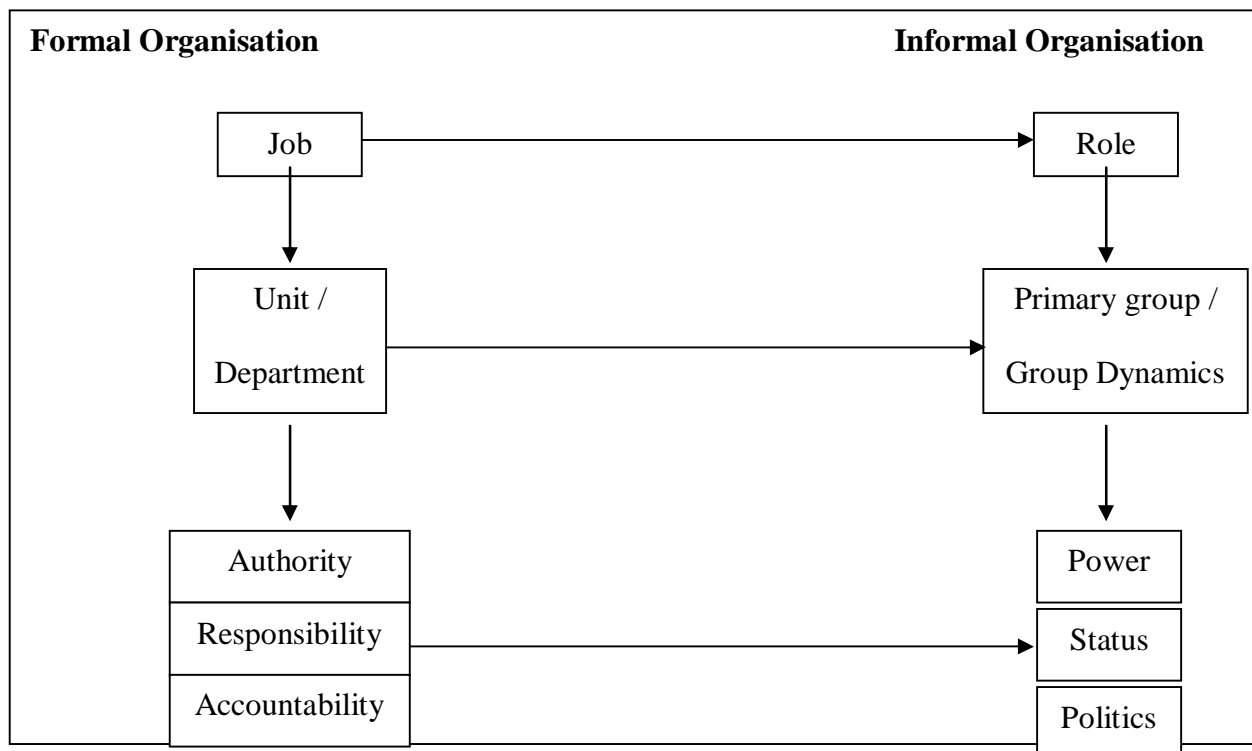 Formal Organisation
Informal Organisation
Job
Role
Unit /
Department
Primary group /
Group Dynamics
Authority
Responsibility
Accountability
Power
Status
Politics